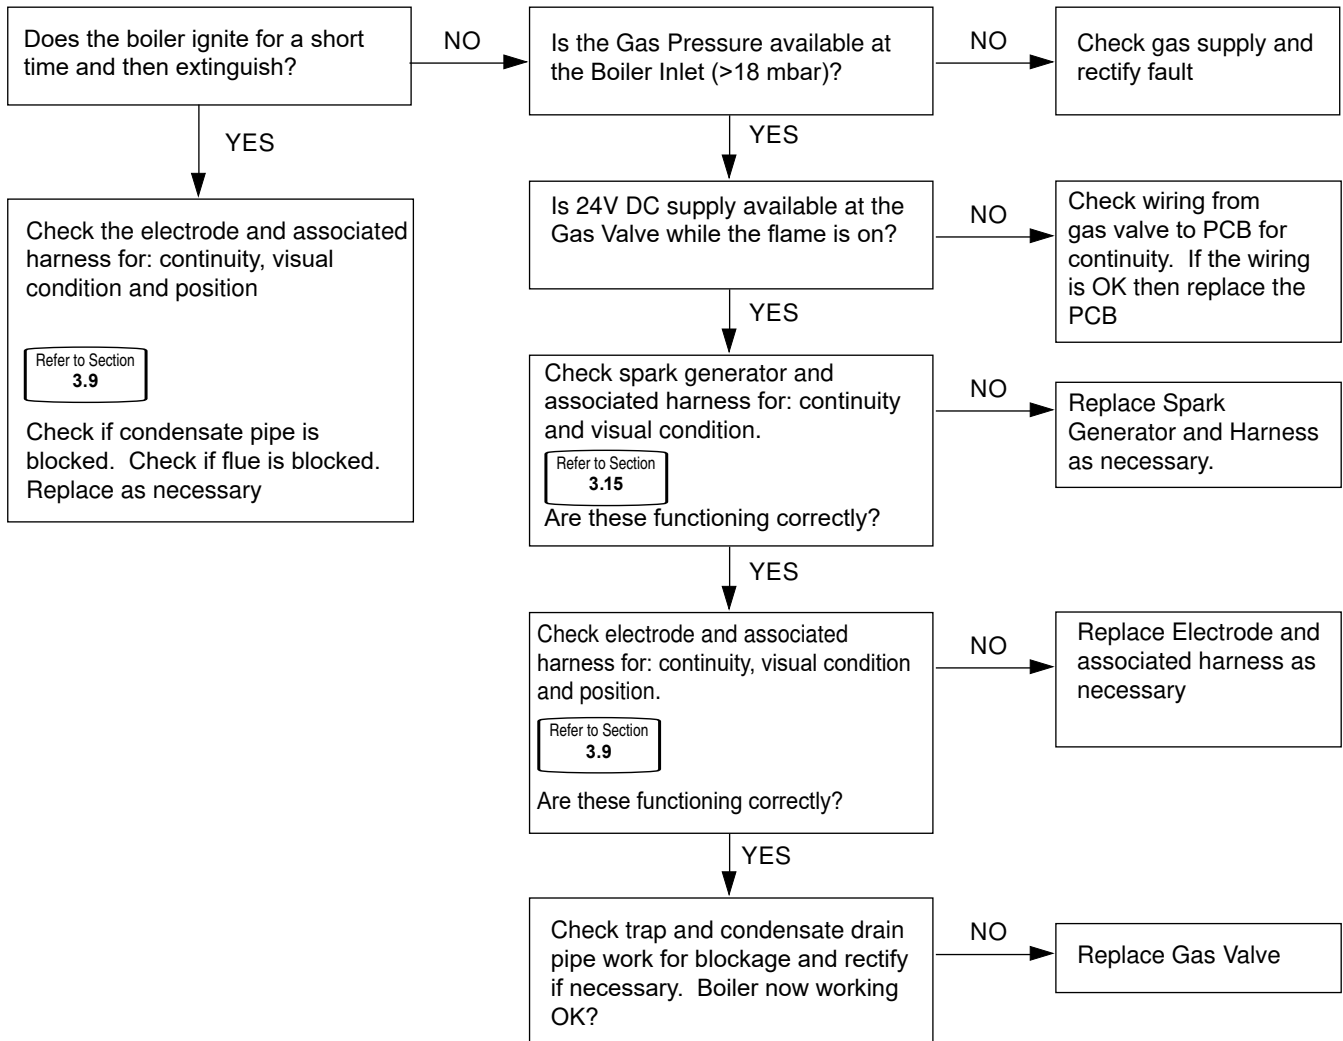 Does the boiler ignite for a short
time and then extinguish?
NO
Is the Gas Pressure available at
the Boiler Inlet (>18 mbar)?
NO
Check gas supply and
rectify fault
YES
YES
Check the electrode and associated
harness for: continuity, visual
condition and position
Refer to Section
3.9
Check if condensate pipe is
blocked.  Check if flue is blocked.
Replace as necessary
Is 24V DC supply available at the
Gas Valve while the flame is on?
NO
Check wiring from
gas valve to PCB for
continuity.  If the wiring
is OK then replace the
PCB
YES
Check spark generator and
associated harness for: continuity
and visual condition.
Refer to Section
3.15
Are these functioning correctly?
NO
Replace Spark
Generator and Harness
as necessary.
YES
Check electrode and associated
harness for: continuity, visual condition
and position.
Refer to Section
3.9
Are these functioning correctly?
NO
Replace Electrode and
associated harness as
necessary
YES
Check trap and condensate drain
pipe work for blockage and rectify
if necessary.  Boiler now working
OK?
NO
Replace Gas Valve